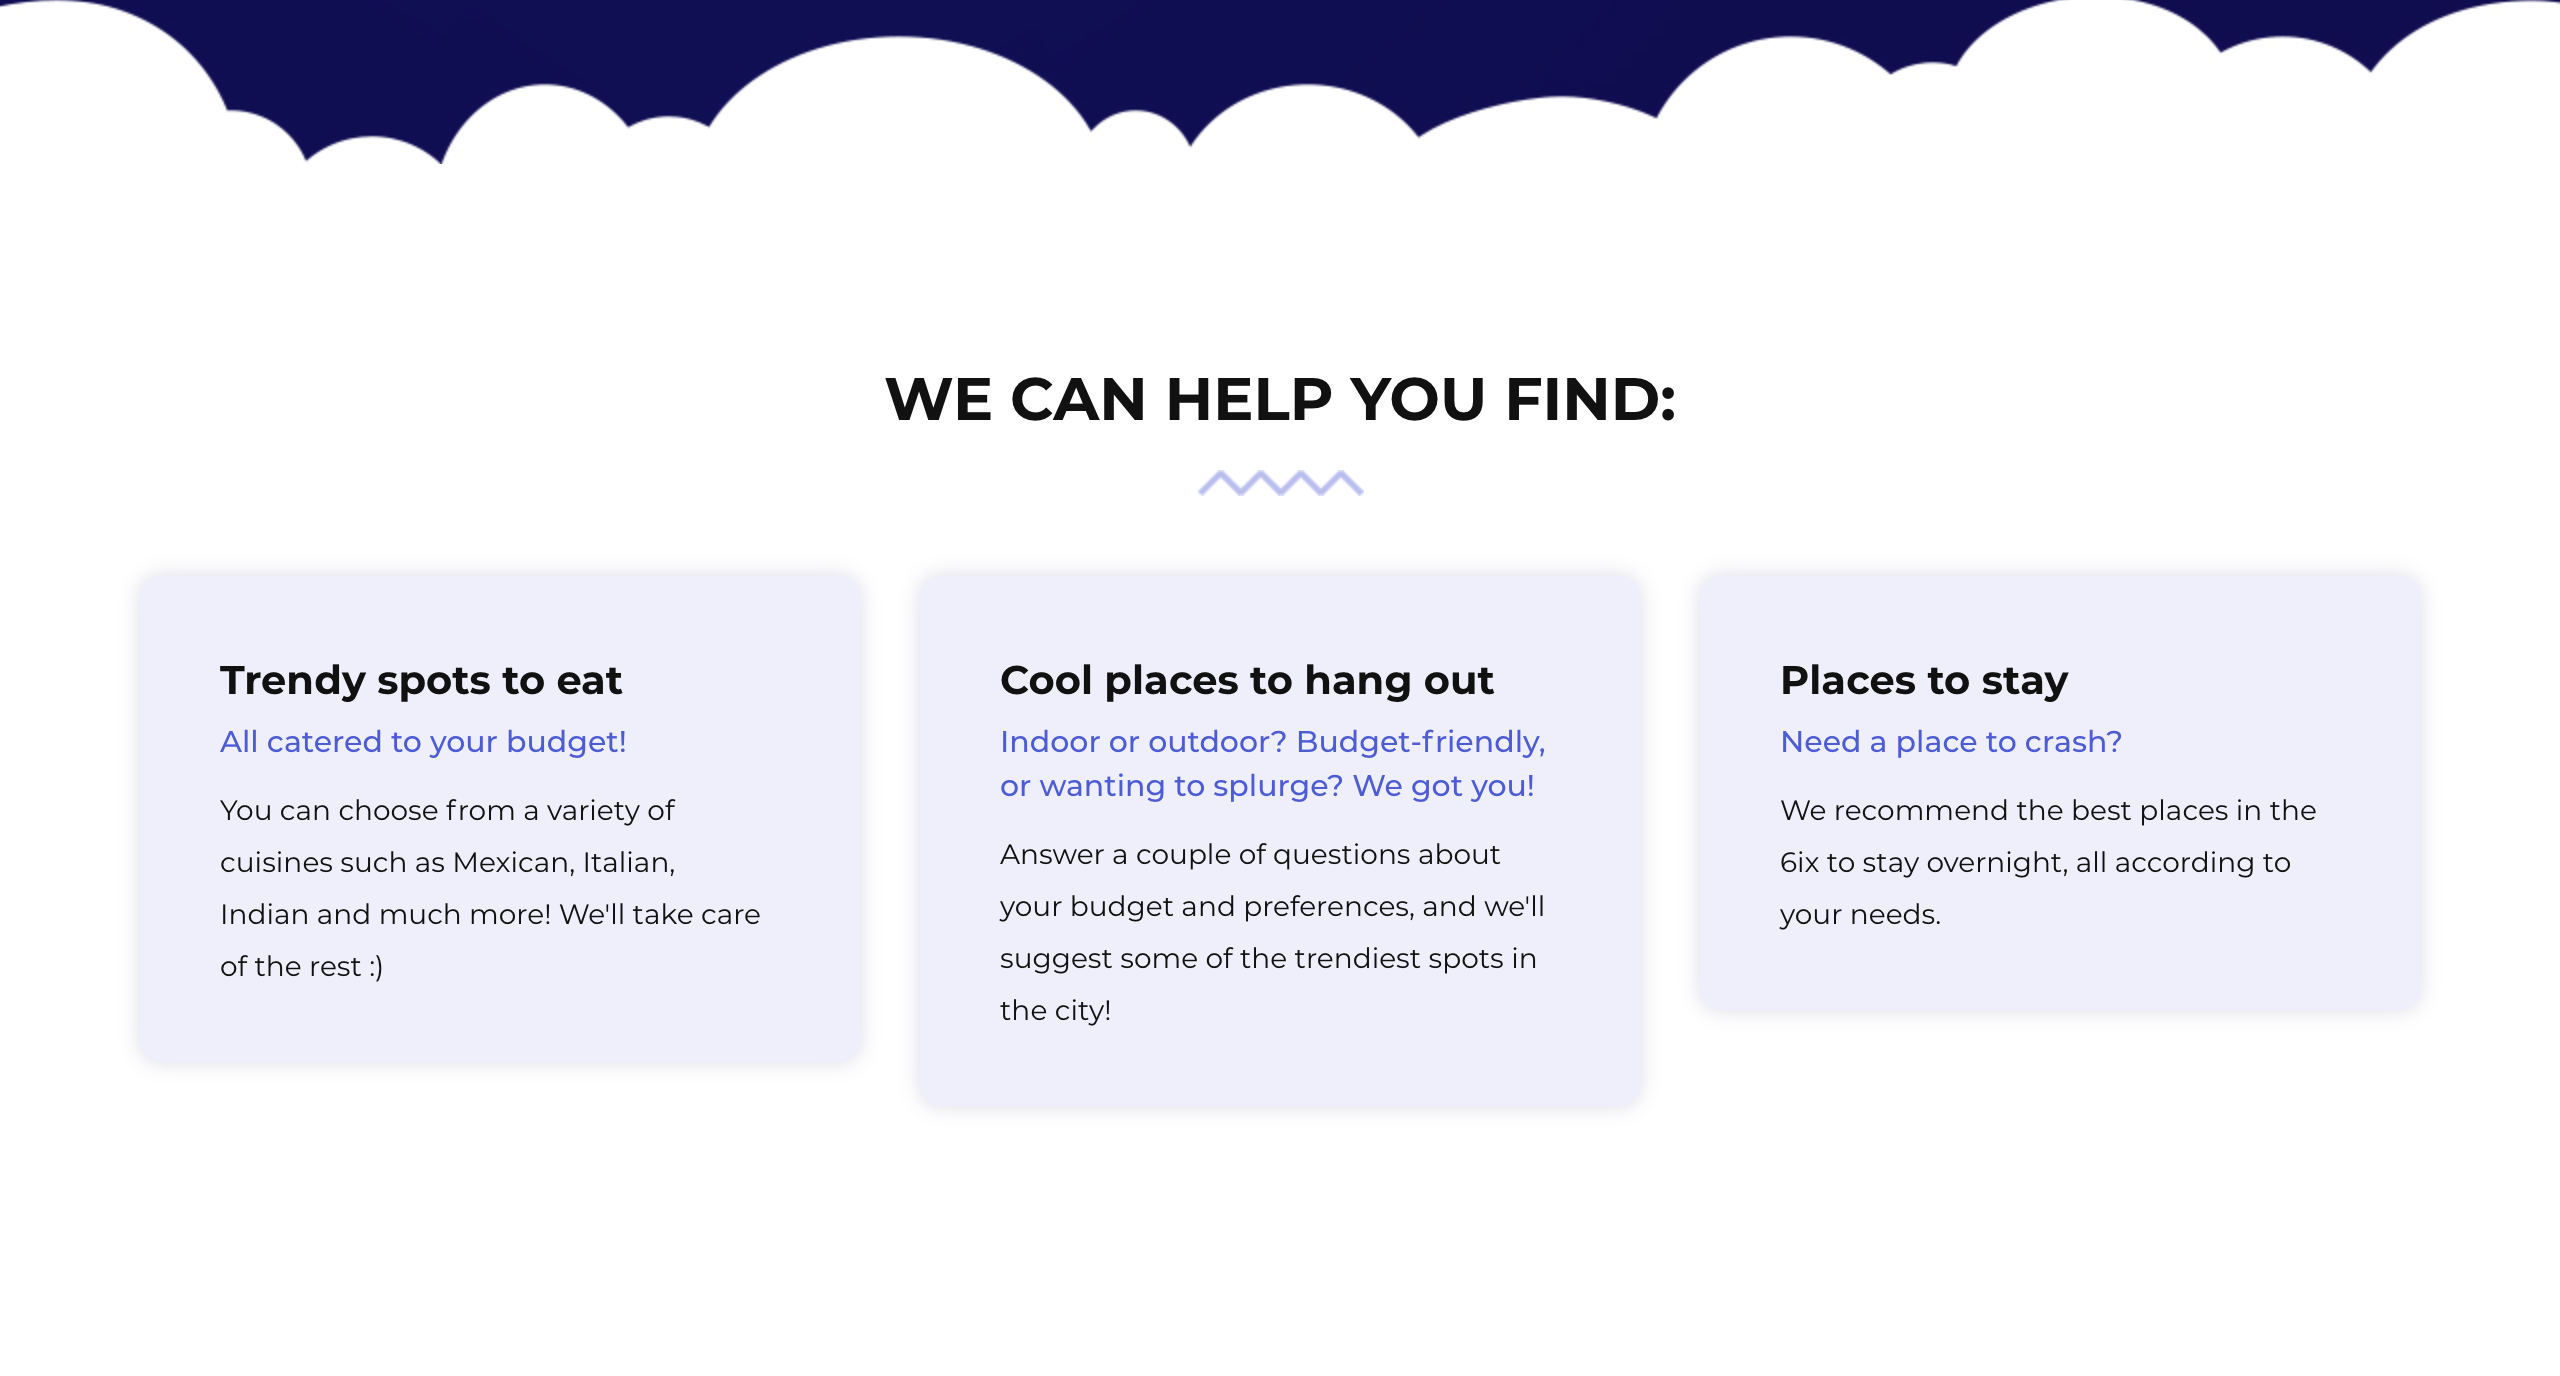 WE CAN HELP YOU FIND:
Trendy spots to eat
All catered to your budget!
You can choose from a variety of
cuisines such as Mexican, Italian,
Indian and much more! We'll take care
of the rest :)
Cool places to hang out
Indoor or outdoor? Budget-friendly,
or wanting to splurge? We got you!
Answer a couple of questions about
your budget and preferences, and we'll
suggest some of the trendiest spots in
the city!
Places to stay
Need a place to crash?
We recommend the best places in the
6ix to stay overnight, all according to
your needs.